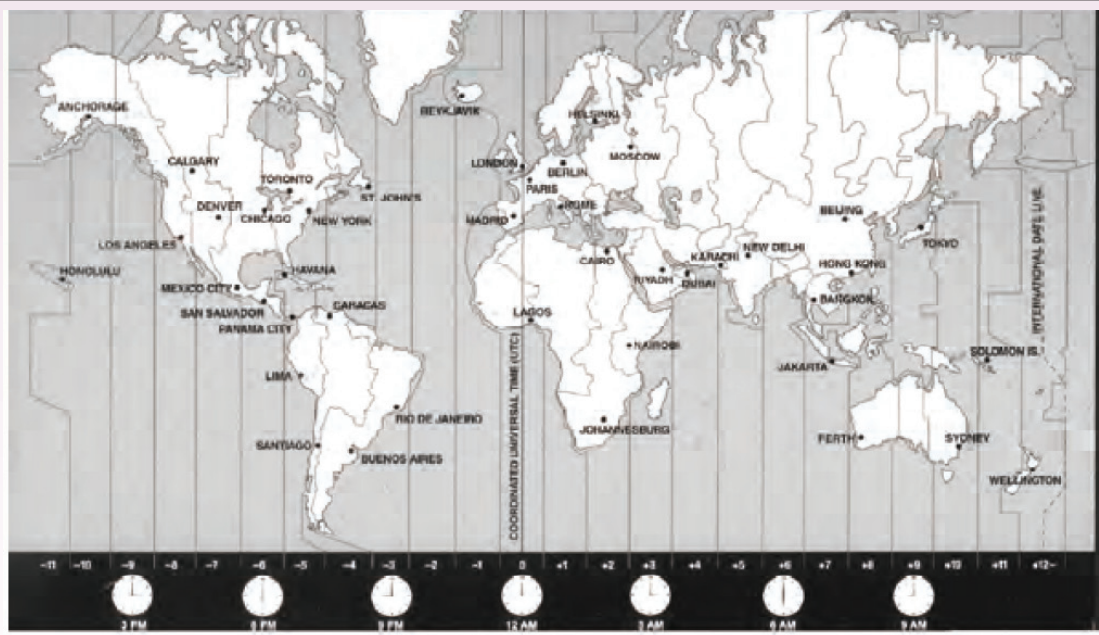 REYKJAVIK
ANCHORAGE
HELSINKI
MOSCOW
LONDON
CALGARY
BERLIN
TORONTO
PARIS
ST. JOHN'S
DENVER
CHICAGO
NEW YORK
MADRID
ROME
BEIJING
TOKYO
LOS ANGELES
NEW DELHI
CAIRO
KARACHI
HONG KONG
HONOLULU
HAVANA
RIYADH
DUBAI
MEXICO CITY
BANGKOK
SAN SALVADOR
CARACAS
LAGOS
PANAMA CITY
NAIROBI
SOLOMON IS.
JAKARTA
LIMA
RIO DE JANEIRO
JOHANNESBURG
PERTH
SYDNEY
SANTIAGO
BUENOS AIRES
WELLINGTON
COORDINATED UNIVERSAL TIME (UTC)
INTERNATIONAL DATE LINE
-11 -10 -9 -8 -7 -6 -5 -4 -3 -2 -1 0 +1 +2 +3 +4 +5 +6 +7 +8 +9 +10 +11 +12-
3 PM 6 PM 9 PM 12 AM 3 AM 6 AM 9 AM